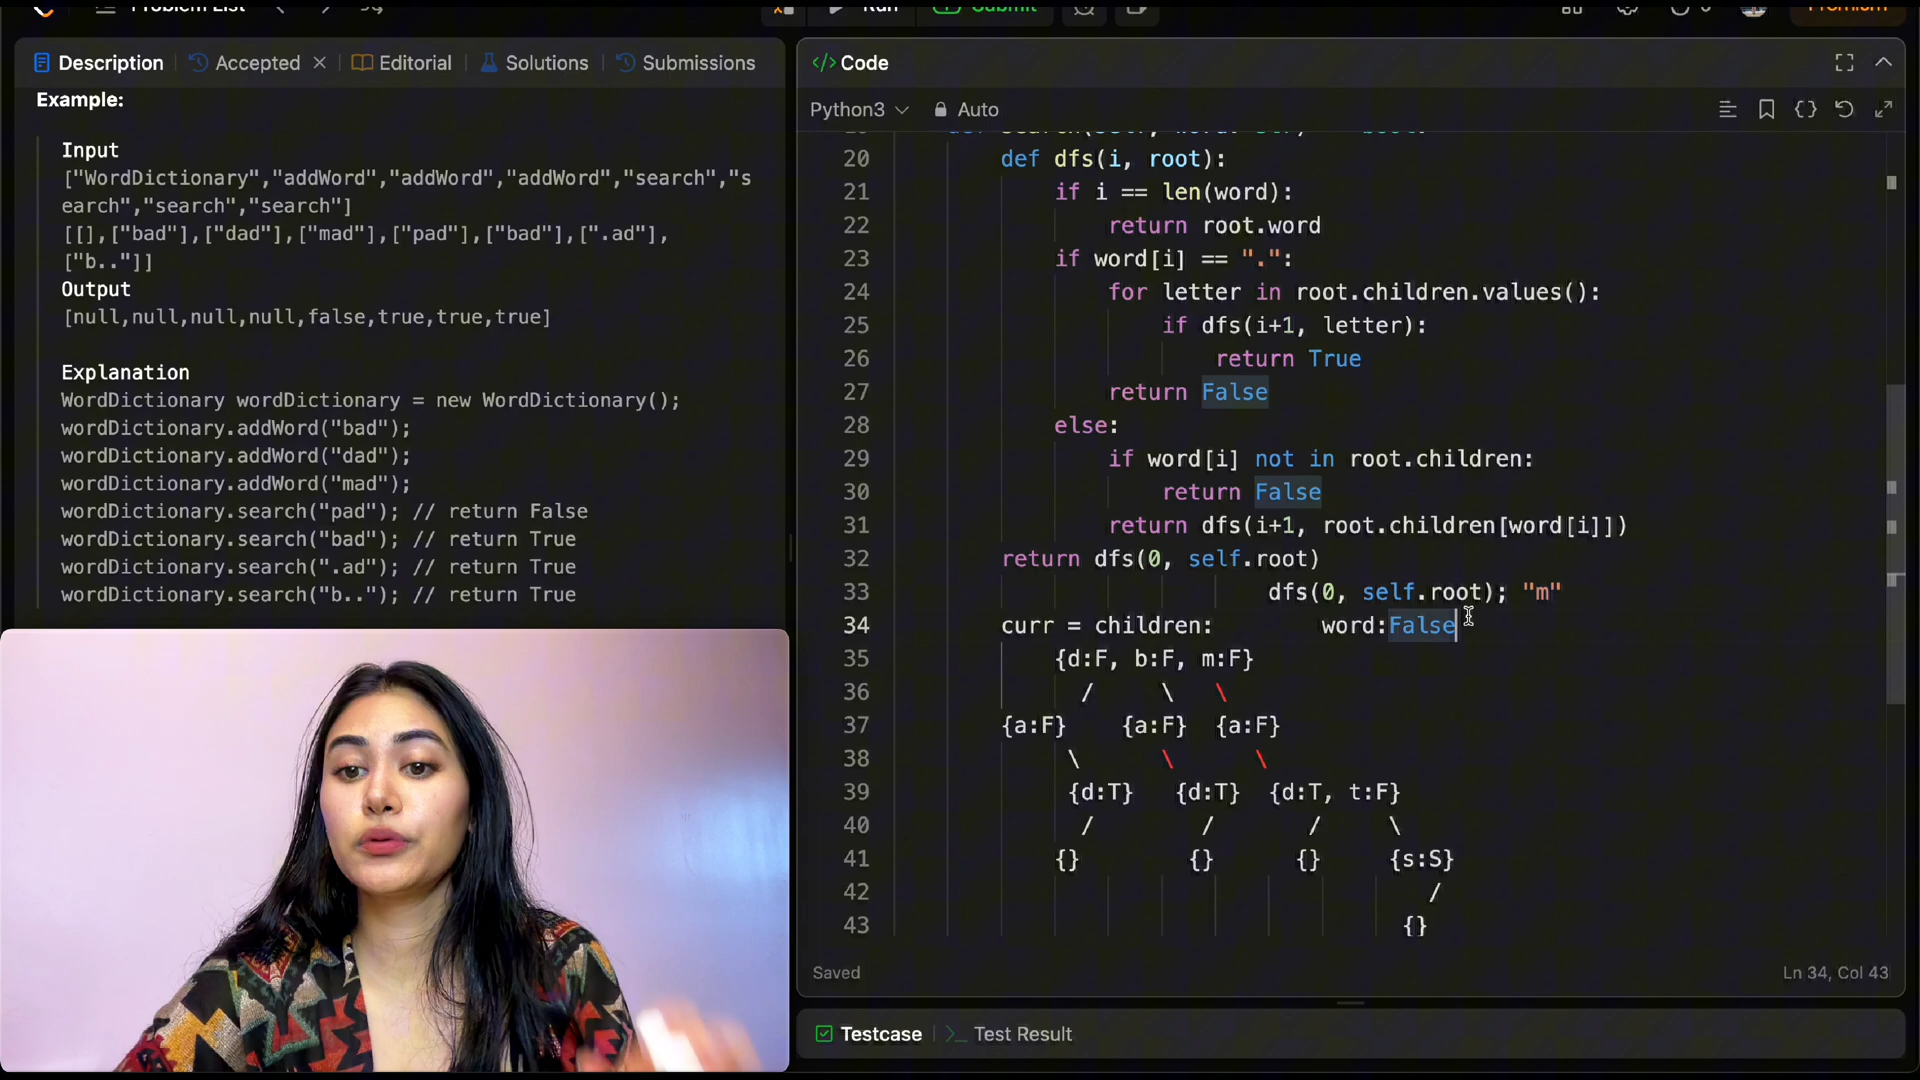 Problem List
Run
Submit
0
Premium
Description
Accepted
Editorial
Solutions
Submissions
Example:
Input
["WordDictionary","addWord","addWord","addWord","search","s
earch","search","search"]
[[],["bad"],["dad"],["mad"],["pad"],["bad"],[".ad"],
["b.."]]
Output
[null,null,null,null,false,true,true,true]
Explanation
WordDictionary wordDictionary = new WordDictionary();
wordDictionary.addWord("bad");
wordDictionary.addWord("dad");
wordDictionary.addWord("mad");
wordDictionary.search("pad"); // return False
wordDictionary.search("bad"); // return True
wordDictionary.search(".ad"); // return True
wordDictionary.search("b.."); // return True
</> Code
Python3
Auto
20 def dfs(i, root):
21 if i == len(word):
22 return root.word
23 if word[i] == ".":
24 for letter in root.children.values():
25 if dfs(i+1, letter):
26 return True
27 return False
28 else:
29 if word[i] not in root.children:
30 return False
31 return dfs(i+1, root.children[word[i]])
32 return dfs(0, self.root)
33 dfs(0, self.root); "m"
34 curr = children: word:False
35 {d:F, b:F, m:F}
36 / \ \
37 {a:F} {a:F} {a:F}
38 \ \ \
39 {d:T} {d:T} {d:T, t:F}
40 / / / \
41 {} {} {} {s:S}
42 /
43 {}
Saved
Ln 34, Col 43
Testcase
Test Result